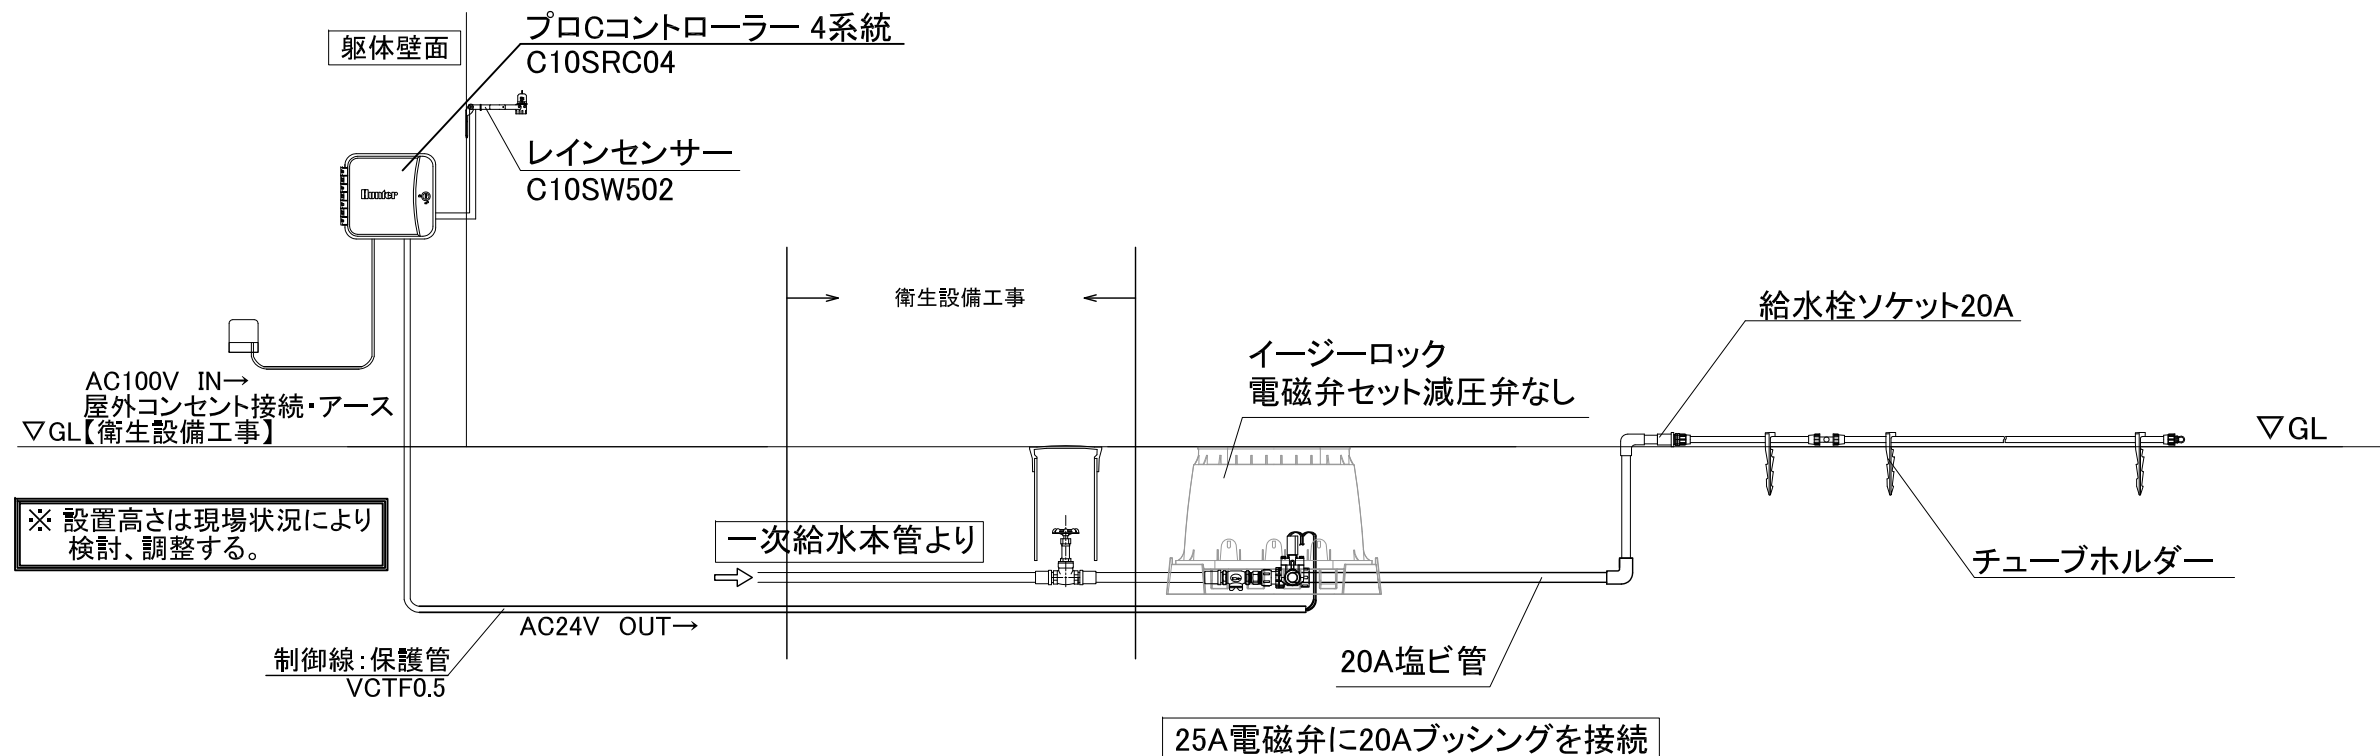 プロCコントローラー 4系統
C10SRC04
躯体壁面
レインセンサー
C10SW502
Hunter
衛生設備工事
給水栓ソケット20A
イージーロック
電磁弁セット減圧弁なし
AC100V IN→
屋外コンセント接続・アース
▽GL【衛生設備工事】
▽GL
※ 設置高さは現場状況により
検討、調整する。
一次給水本管より
チューブホルダー
AC24V OUT→
制御線:保護管
VCTF0.5
20A塩ビ管
25A電磁弁に20Aブッシングを接続